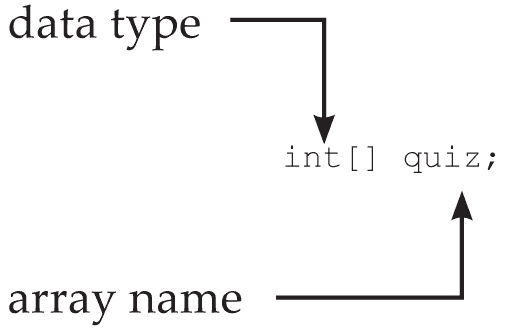 data type
int[] quiz;
array name